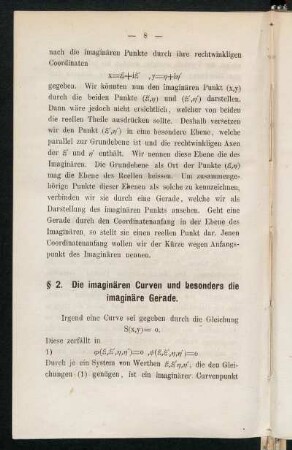 — 8 —
nach die imaginären Punkte durch ihre rechtwinkligen
Coordinaten
x=ξ+iξ' , y=η+iη'
gegeben. Wir könnten nun den imaginären Punkt (x,y)
durch die beiden Punkte (ξ,η) und (ξ',η') darstellen.
Dann wäre jedoch nicht ersichtlich, welcher von beiden
die reellen Theile ausdrücken sollte. Deshalb versetzen
wir den Punkt (ξ',η') in eine besondere Ebene, welche
parallel zur Grundebene ist und die rechtwinkligen Axen
der ξ' und η' enthält. Wir nennen diese Ebene die des
Imaginären. Die Grundebene als Ort der Punkte (ξ,η)
mag die Ebene des Reellen heissen. Um zusammenge-
hörige Punkte dieser Ebenen als solche zu kennzeichnen,
verbinden wir sie durch eine Gerade, welche wir als
Darstellung des imaginären Punktes ansehen. Geht eine
Gerade durch den Coordinatenanfang in der Ebene des
Imaginären, so stellt sie einen reellen Punkt dar. Jenen
Coordinatenanfang wollen wir der Kürze wegen Anfangs-
punkt des Imaginären nennen.
§ 2. Die imaginären Curven und besonders die
imaginäre Gerade.
Irgend eine Curve sei gegeben durch die Gleichung
S(x,y)= o.
Diese zerfällt in
1) φ(ξ,ξ',η,η')=o ,ψ(ξ,ξ',η,η')=o
Durch je ein System von Werthen ξ,ξ',η,η', die den Glei-
chungen (1) genügen, ist ein imaginärer Curvenpunkt